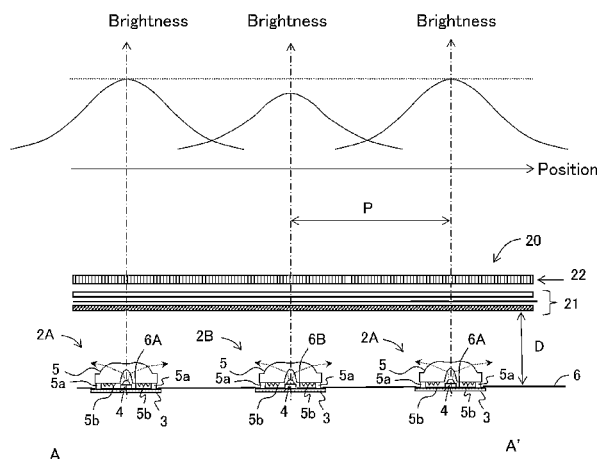 Brightness Brightness Brightness
Position
P
20
22
21
2A 6A 2B 6B 2A 6A
D
5 5 5
5a 5a 5a 5a 5a 5a 6
5b 4 5b 3 5b 4 5b 3 5b 4 5b 3
A A'